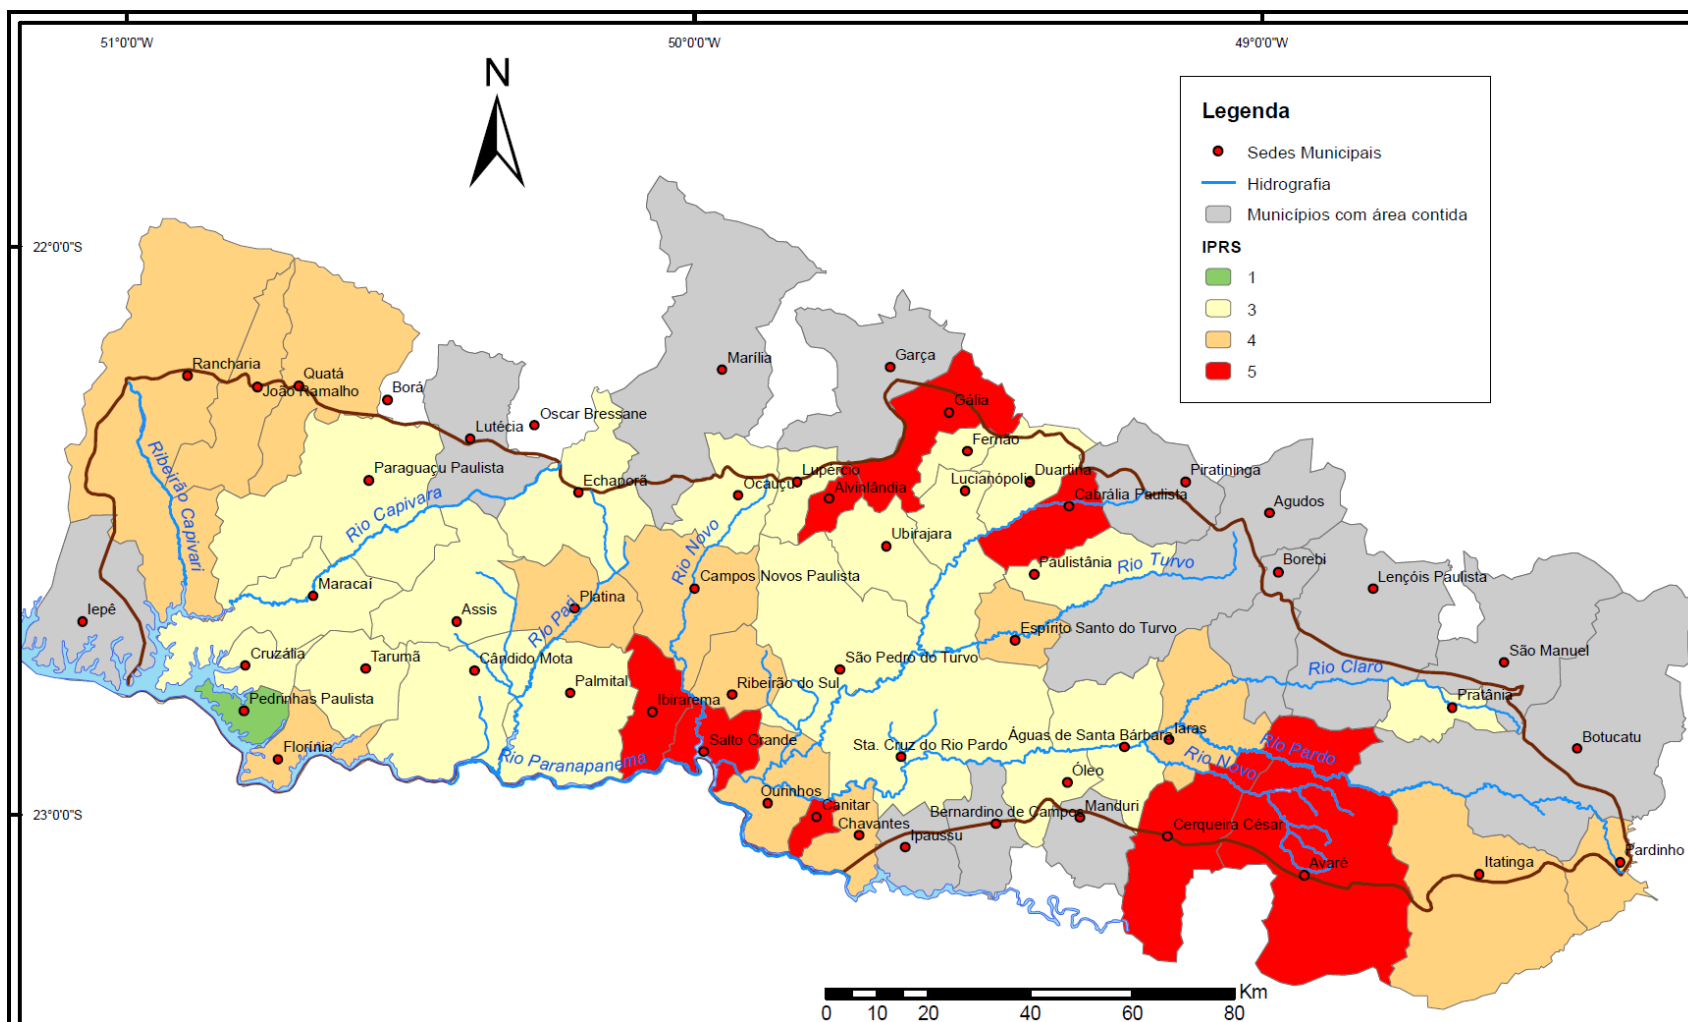 51°0'0"W
50°0'0"W
49°0'0"W
N
Legenda
Sedes Municipais
Hidrografia
Municípios com área contida
IPRS
1
3
4
5
22°0'0"S
23°0'0"S
Marília
Garça
Rancharia
Quatá
João Ramalho
Borá
Lutécia
Oscar Bressane
Gália
Fernão
Paraguaçu Paulista
Echaporã
Ocauçu
Lupércio
Alvinlândia
Lucianópolis
Duartina
Cabrália Paulista
Piratininga
Agudos
Ribeirão Capivari
Rio Capivara
Rio Novo
Ubirajara
Paulistânia
Rio Turvo
Borebi
Lençóis Paulista
Maracaí
Campos Novos Paulista
Iepê
Assis
Platina
Rio Pari
Espírito Santo do Turvo
Cruzália
Tarumã
Cândido Mota
São Pedro do Turvo
Rio Claro
São Manuel
Pedrinhas Paulista
Palmital
Ibirarema
Ribeirão do Sul
Pratânia
Florínia
Salto Grande
Rio Paranapanema
Sta. Cruz do Rio Pardo
Águas de Santa Bárbara
Iaras
Rio Pardo
Rio Novo
Botucatu
Óleo
Ourinhos
Canitar
Chavantes
Bernardino de Campos
Manduri
Ipaussu
Cerqueira César
Avaré
Itatinga
Pardinho
Km
0 10 20 40 60 80